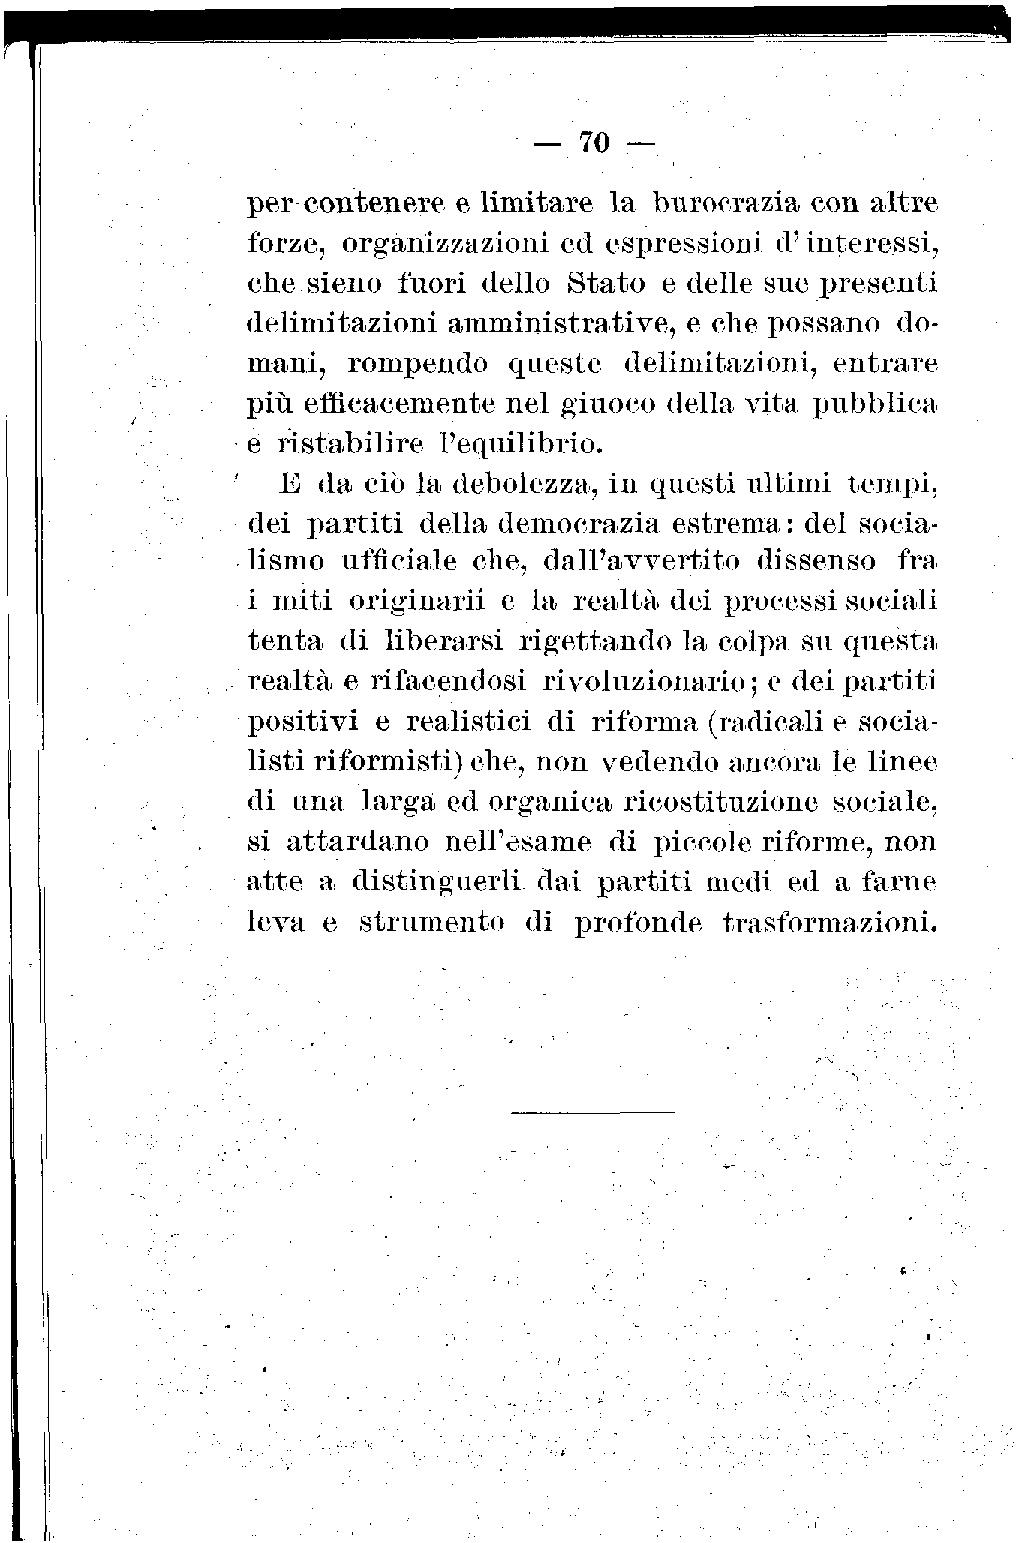 — 70 —
per contenere e limitare la burocrazia con altre
forze, organizzazioni ed espressioni d'interessi,
che sieno fuori dello Stato e delle sue presenti
delimitazioni amministrative, e che possano do-
mani, rompendo queste delimitazioni, entrare
più efficacemente nel giuoco della vita pubblica
e ristabilire l'equilibrio.
E da ciò la debolezza, in questi ultimi tempi,
dei partiti della democrazia estrema: del socia-
lismo ufficiale che, dall'avvertito dissenso fra
i miti originarii e la realtà dei processi sociali
tenta di liberarsi rigettando la colpa su questa
realtà e rifacendosi rivoluzionario; e dei partiti
positivi e realistici di riforma (radicali e socia-
listi riformisti) che, non vedendo ancora le linee
di una larga ed organica ricostituzione sociale,
si attardano nell'esame di piccole riforme, non
atte a distinguerli dai partiti medi ed a farne
leva e strumento di profonde trasformazioni.